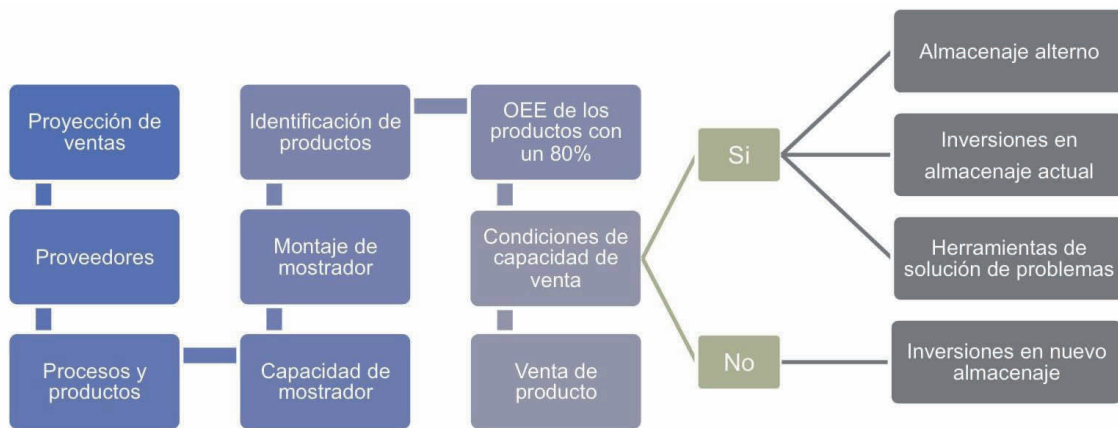 Proyección de
ventas
Proveedores
Procesos y
productos
Capacidad de
mostrador
Montaje de
mostrador
Identificación de
productos
OEE de los
productos con
un 80%
Condiciones de
capacidad de
venta
Venta de
producto
Si
No
Almacenaje alterno
Inversiones en
almacenaje actual
Herramientas de
solución de problemas
Inversiones en nuevo
almacenaje